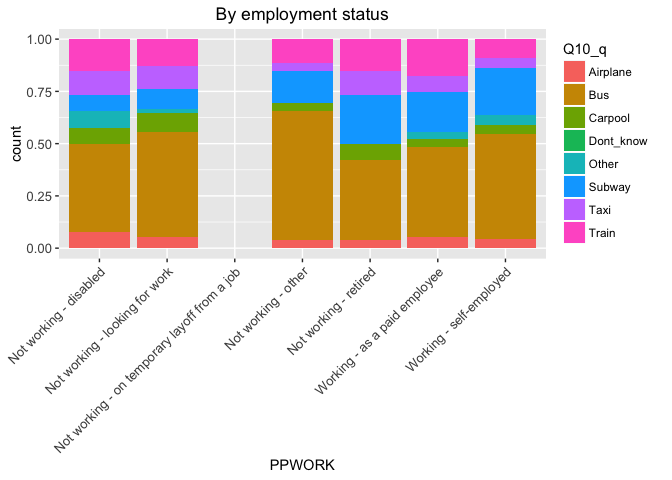 By employment status
1.00
0.75
0.50
0.25
0.00
count
Not working - disabled
Not working - looking for work
Not working - on temporary layoff from a job
Not working - other
Not working - retired
Working - as a paid employee
Working - self-employed
PPWORK
Q10_q
Airplane
Bus
Carpool
Dont_know
Other
Subway
Taxi
Train